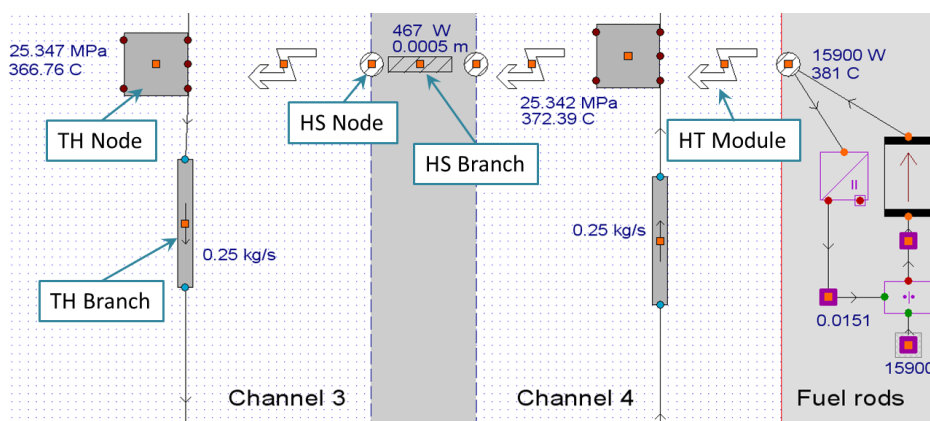 25.347 MPa
366.76 C
TH Node
TH Branch
0.25 kg/s
Channel 3
467 W
0.0005 m
HS Node
HS Branch
25.342 MPa
372.39 C
0.25 kg/s
Channel 4
HT Module
15900 W
381 C
II
0.0151
15900
Fuel rods